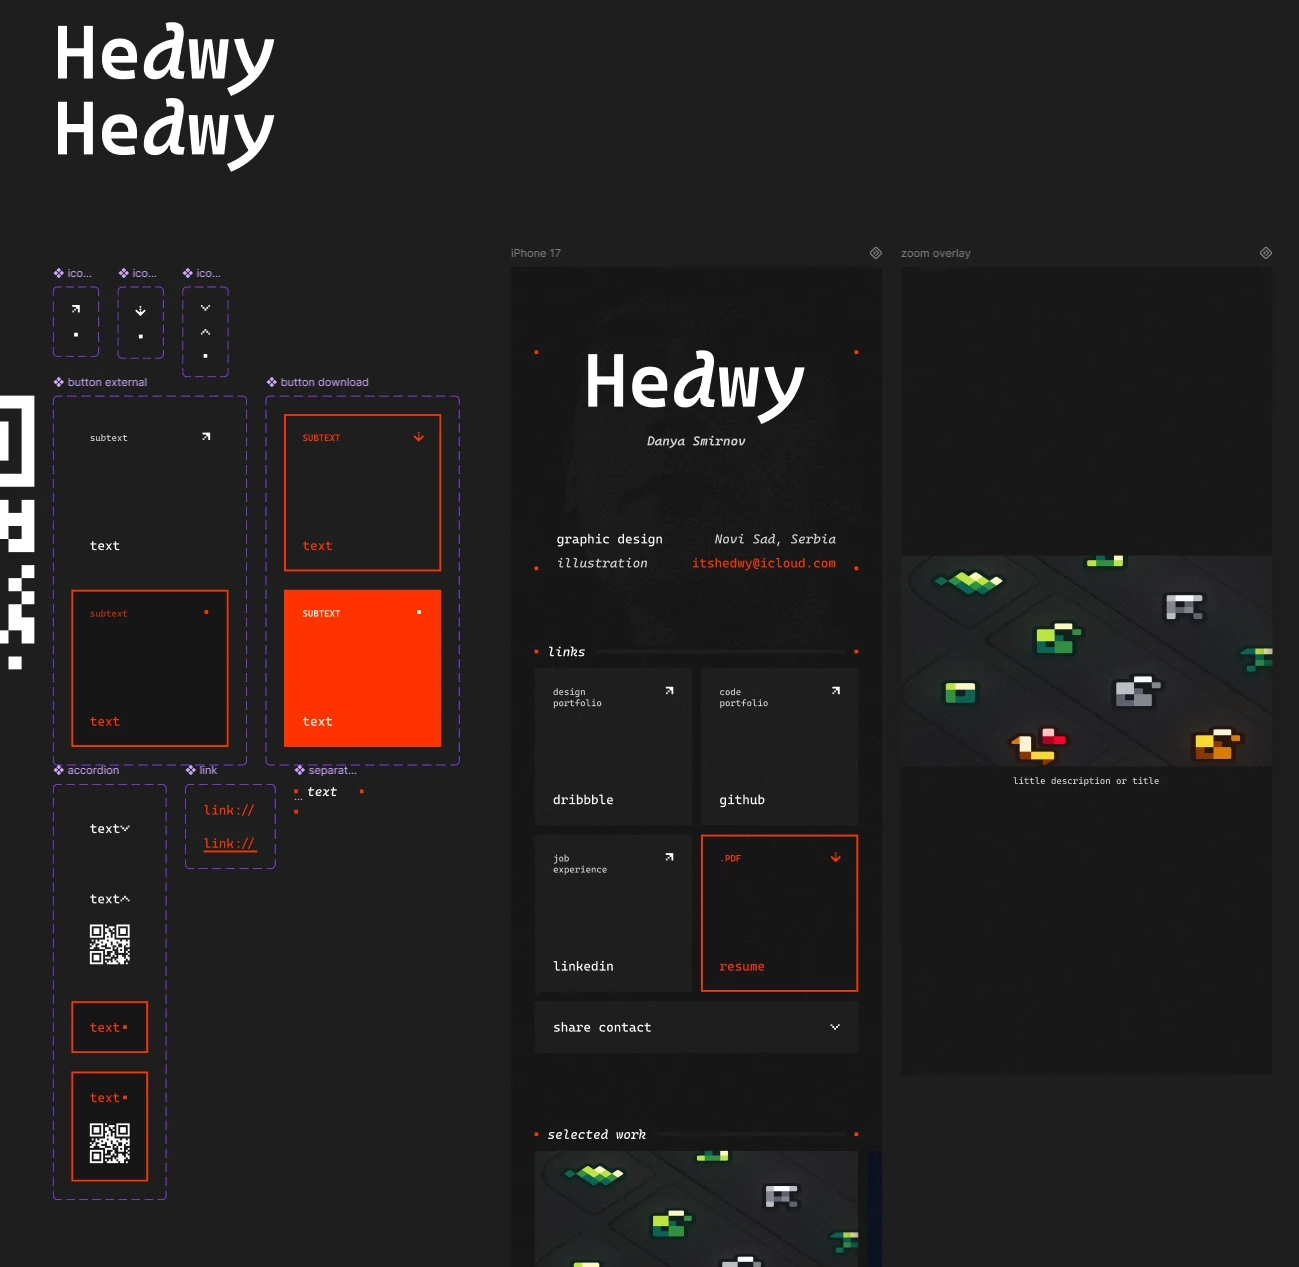 Hedwy
Hedwy
iPhone 17
zoom overlay
ico...
ico...
ico...
button external
button download
subtext
text
subtext
text
SUBTEXT
text
SUBTEXT
text
accordion
link
separat...
text
text
text
text
link://
link://
... text
Hedwy
Danya Smirnov
graphic design
Novi Sad, Serbia
illustration
itshedwy@icloud.com
links
design
portfolio
dribbble
code
portfolio
github
job
experience
linkedin
.PDF
resume
share contact
selected work
little description or title